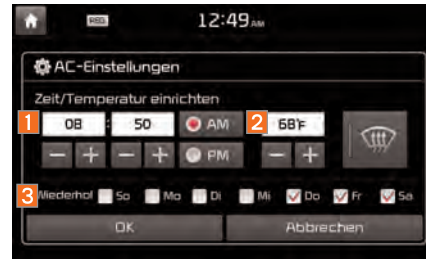 REG 12:49 AM
AC-Einstellungen
Zeit/Temperatur einrichten
1 08 : 50 AM 2 68°F
- + - + PM - +
3 Wiederhol So Mo Di Mi Do Fr Sa
OK Abbrechen